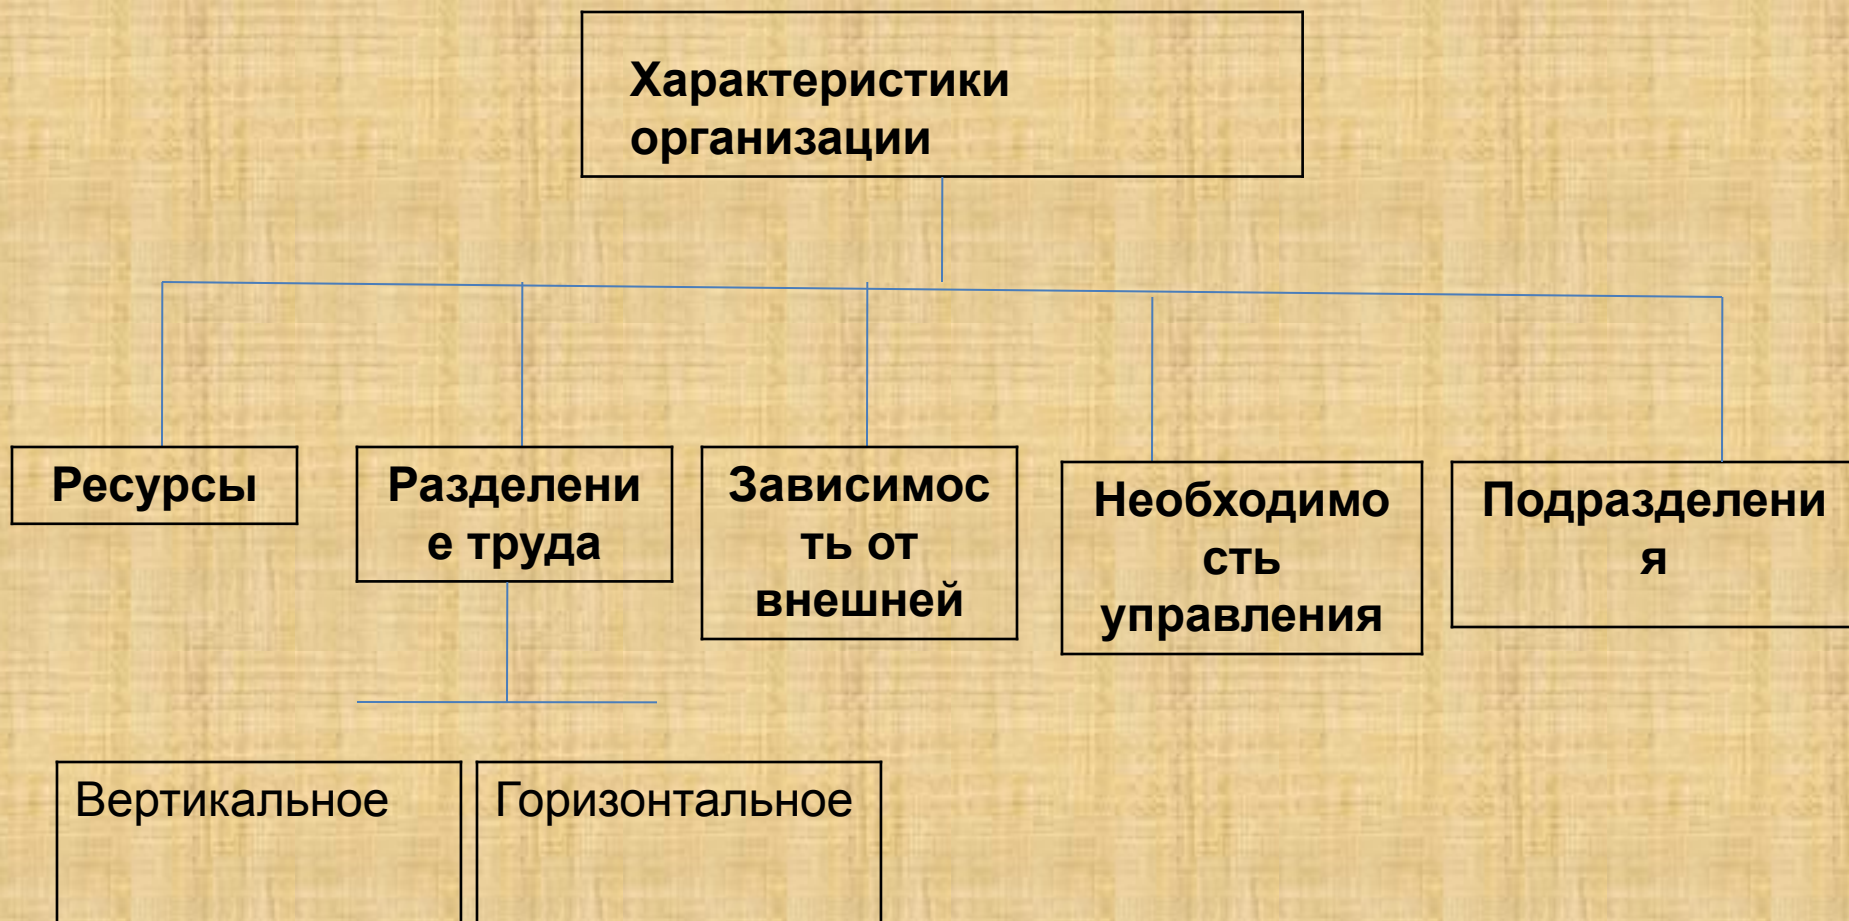 Характеристики
организации
Ресурсы
Разделени
е труда
Зависимос
ть от
внешней
Необходимо
сть
управления
Подразделени
я
Вертикальное
Горизонтальное